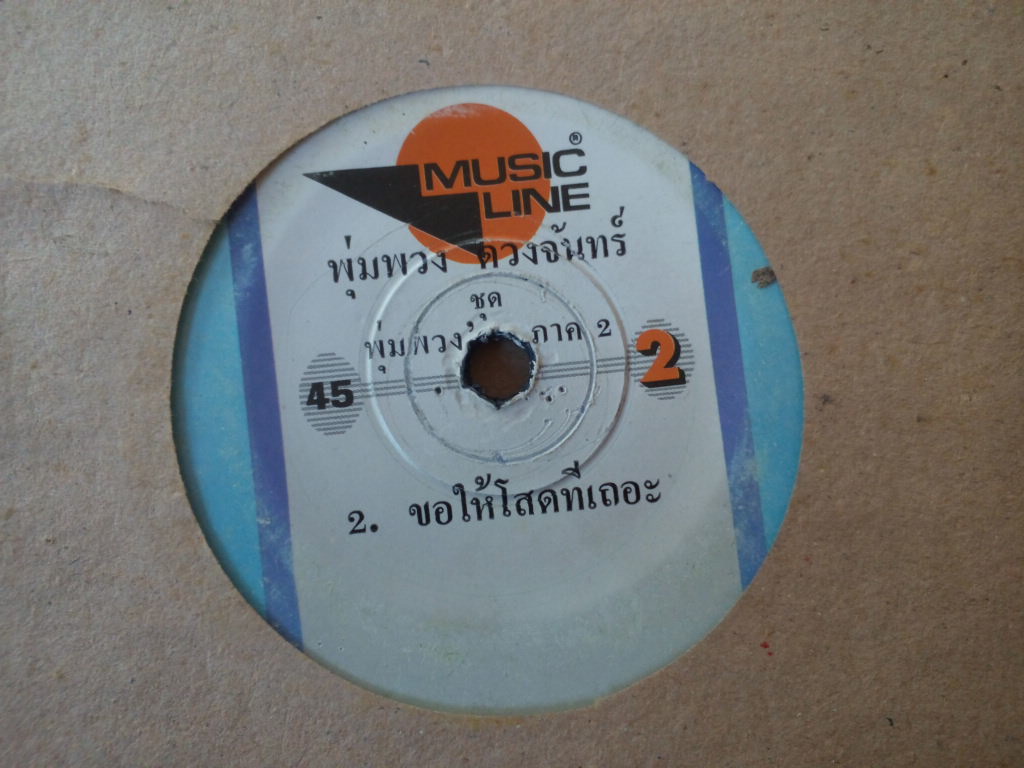 MUSIC ®
LINE
พุ่มพวง ดวงจันทร์
ชุด
พุ่มพวง ภาค 2
45
2
2. ขอให้โสดทีเถอะ